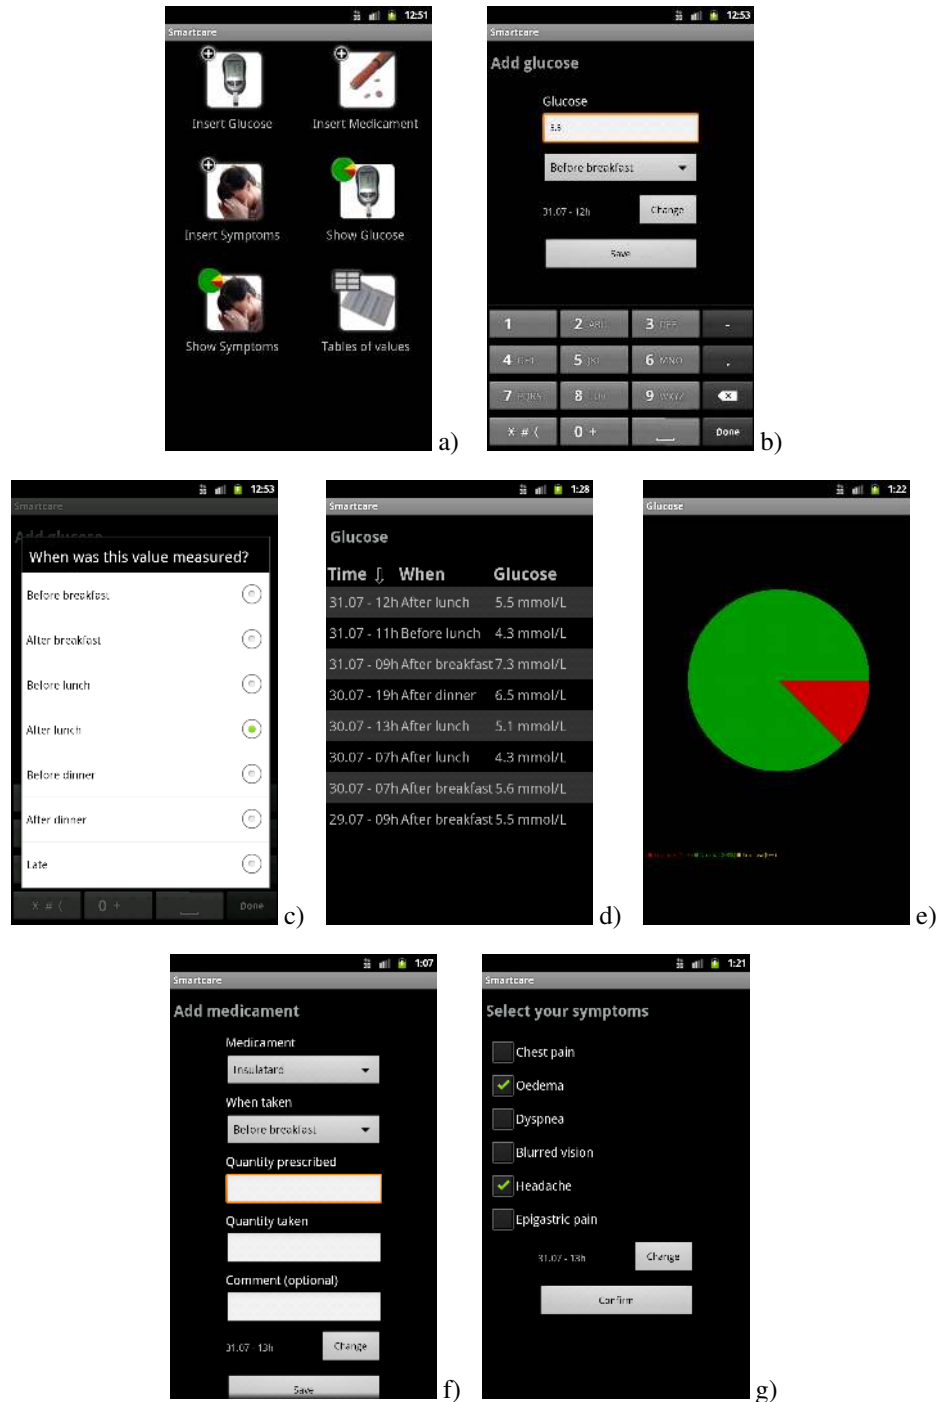 12:51
Smartcare
Insert Glucose Insert Medicament
Insert Symptoms Show Glucose
Show Symptoms Tables of values
a)
12:53
Smartcare
Add glucose
Glucose
Before breakfast
31.07 - 12h Change
Save
1 2 ABC 3 DEF -
4 GHI 5 JKL 6 MNO .
7 PQRS 8 TUV 9 WXYZ
* # ( 0 + Done
b)
12:53
Smartcare
Add glucose
When was this value measured?
Before breakfast
After breakfast
Before lunch
After lunch
Before dinner
After dinner
Late
* # ( 0 + Done
c)
1:28
Smartcare
Glucose
Time ⇩ When Glucose
31.07 - 12h After lunch 5.5 mmol/L
31.07 - 11h Before lunch 4.3 mmol/L
31.07 - 09h After breakfast 7.3 mmol/L
30.07 - 19h After dinner 6.5 mmol/L
30.07 - 13h After lunch 5.1 mmol/L
30.07 - 07h After lunch 4.3 mmol/L
30.07 - 07h After breakfast 5.6 mmol/L
29.07 - 09h After breakfast 5.5 mmol/L
d)
1:22
Glucose
e)
1:07
Smartcare
Add medicament
Medicament
Insulatard
When taken
Before breakfast
Quantity prescribed
Quantity taken
Comment (optional)
31.07 - 13h Change
Save
f)
1:21
Smartcare
Select your symptoms
Chest pain
Oedema
Dyspnea
Blurred vision
Headache
Epigastric pain
31.07 - 13h Change
Confirm
g)